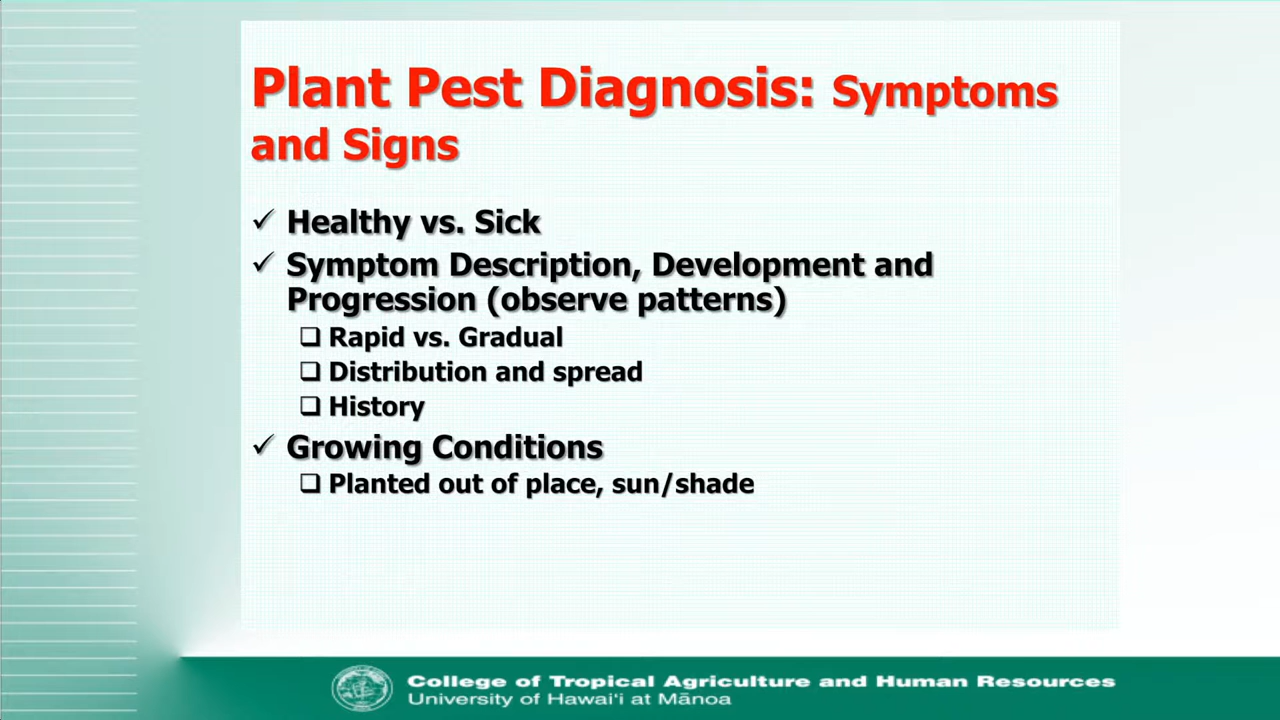 Plant Pest Diagnosis: Symptoms
and Signs
✓ Healthy vs. Sick
✓ Symptom Description, Development and
Progression (observe patterns)
❑ Rapid vs. Gradual
❑ Distribution and spread
❑ History
✓ Growing Conditions
❑ Planted out of place, sun/shade
College of Tropical Agriculture and Human Resources
University of Hawaiʻi at Mānoa